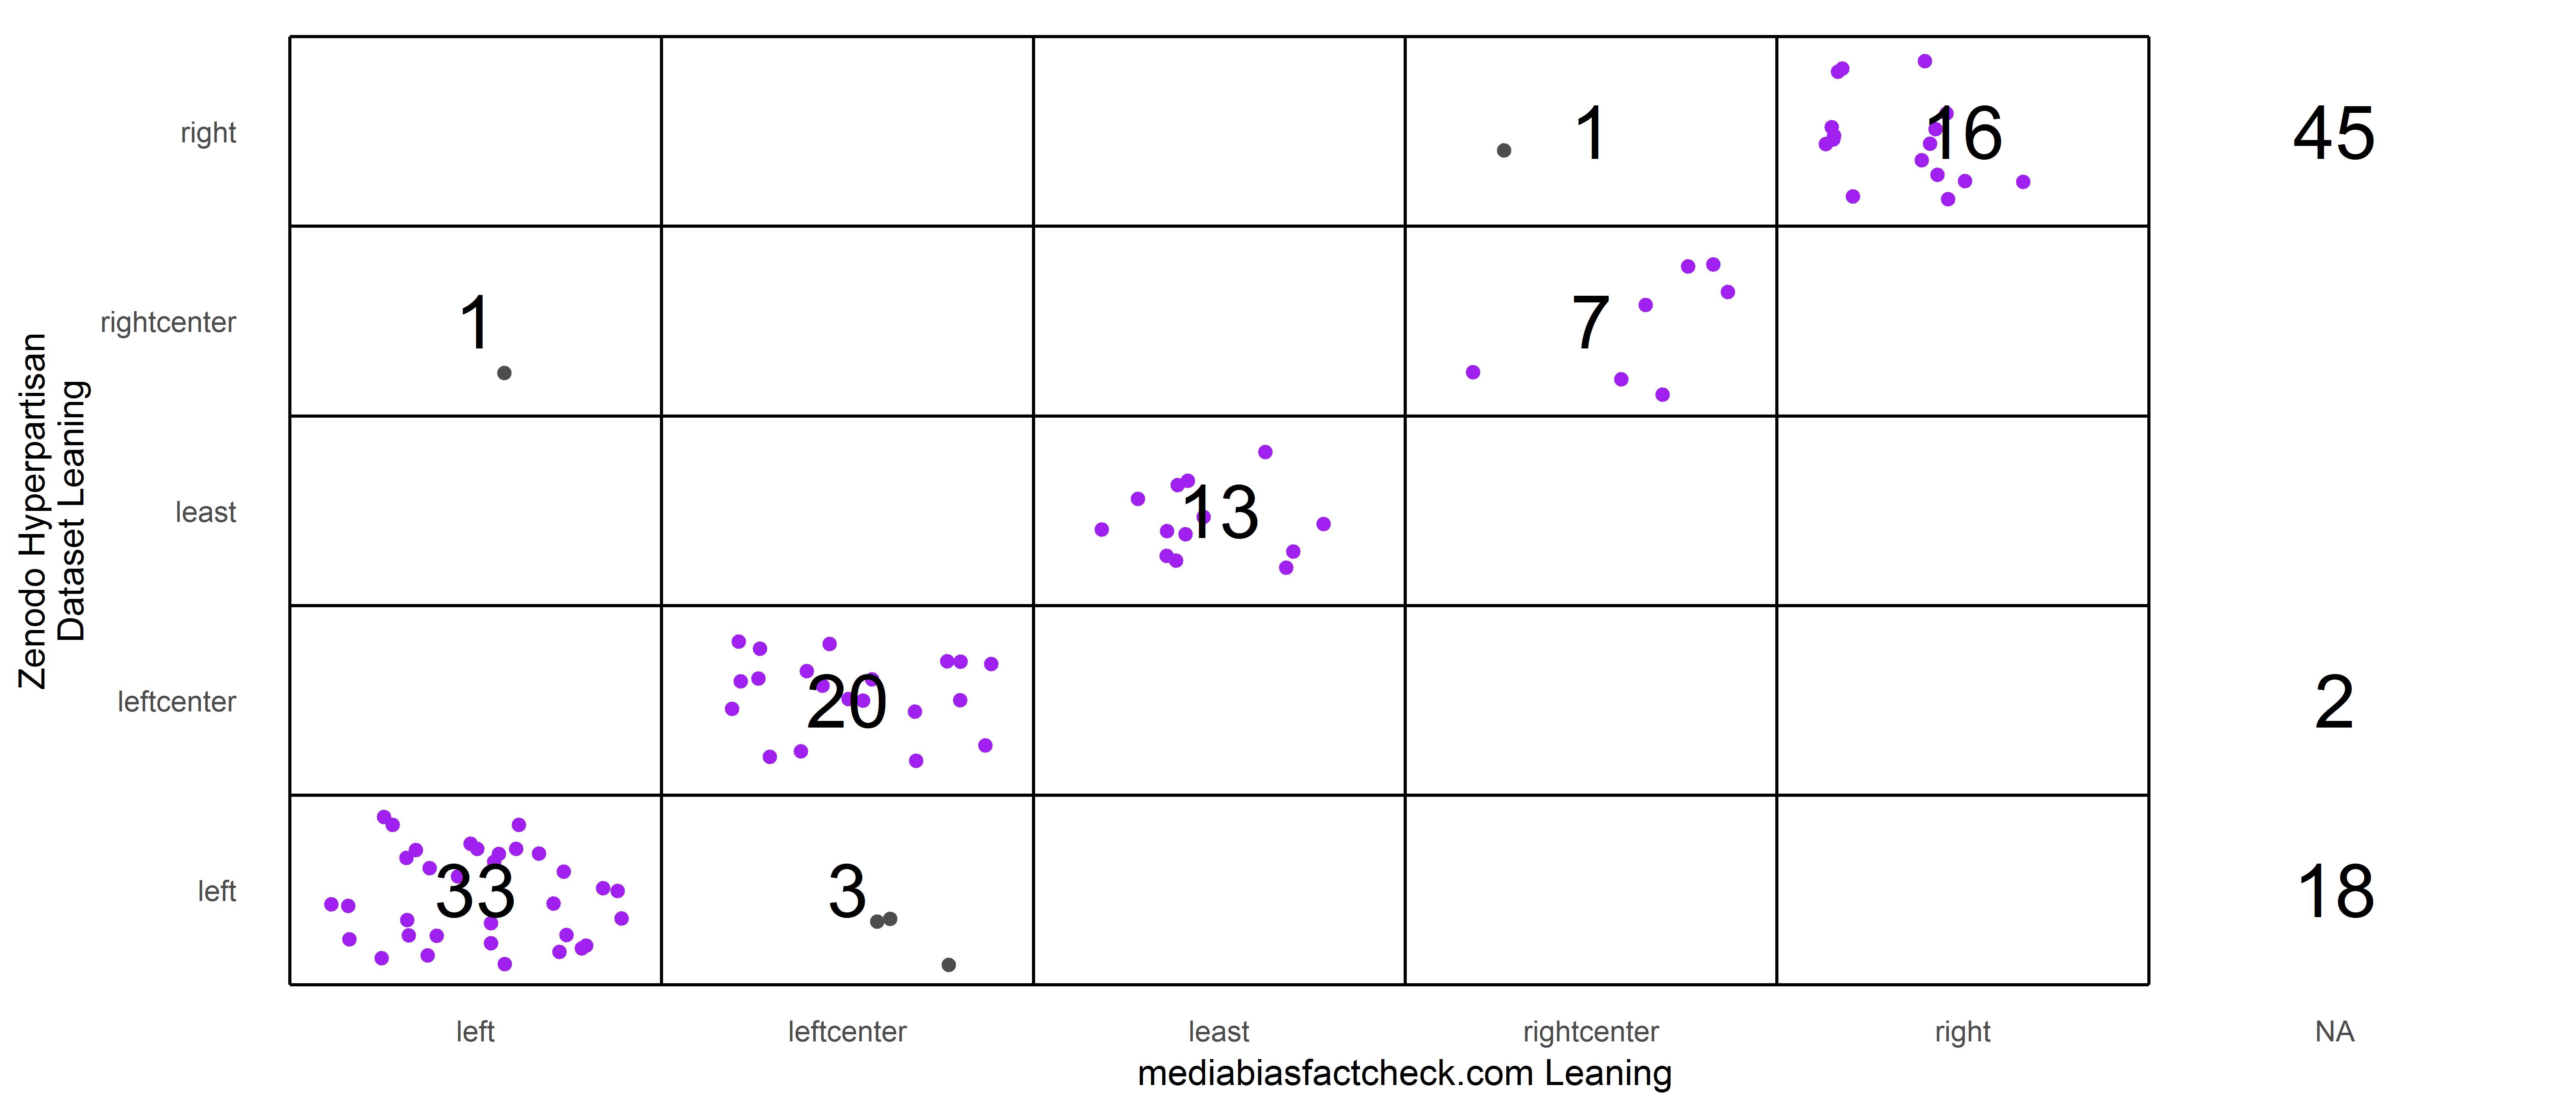 right
1
16
45
rightcenter
1
7
least
13
leftcenter
20
2
left
33
3
18
Zenodo Hyperpartisan
Dataset Leaning
left
leftcenter
least
rightcenter
right
NA
mediabiasfactcheck.com Leaning